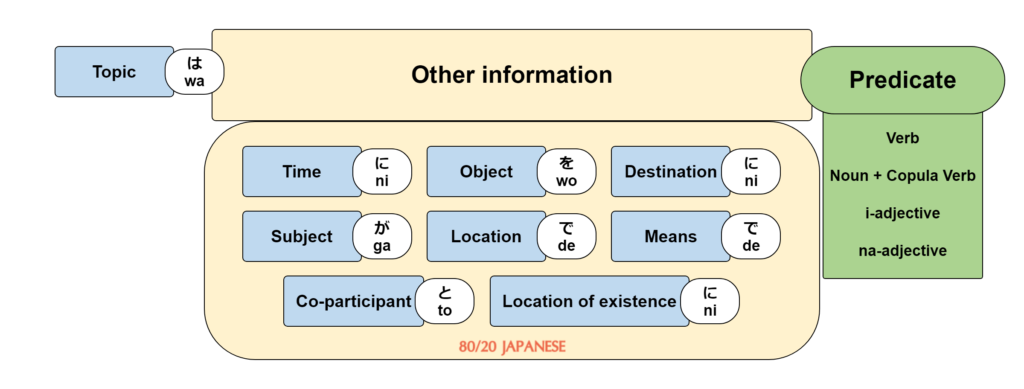 Topic
は
wa
Other information
Predicate
Verb
Noun + Copula Verb
i-adjective
na-adjective
Time
に
ni
Object
を
wo
Destination
に
ni
Subject
が
ga
Location
で
de
Means
で
de
Co-participant
と
to
Location of existence
に
ni
80/20 JAPANESE